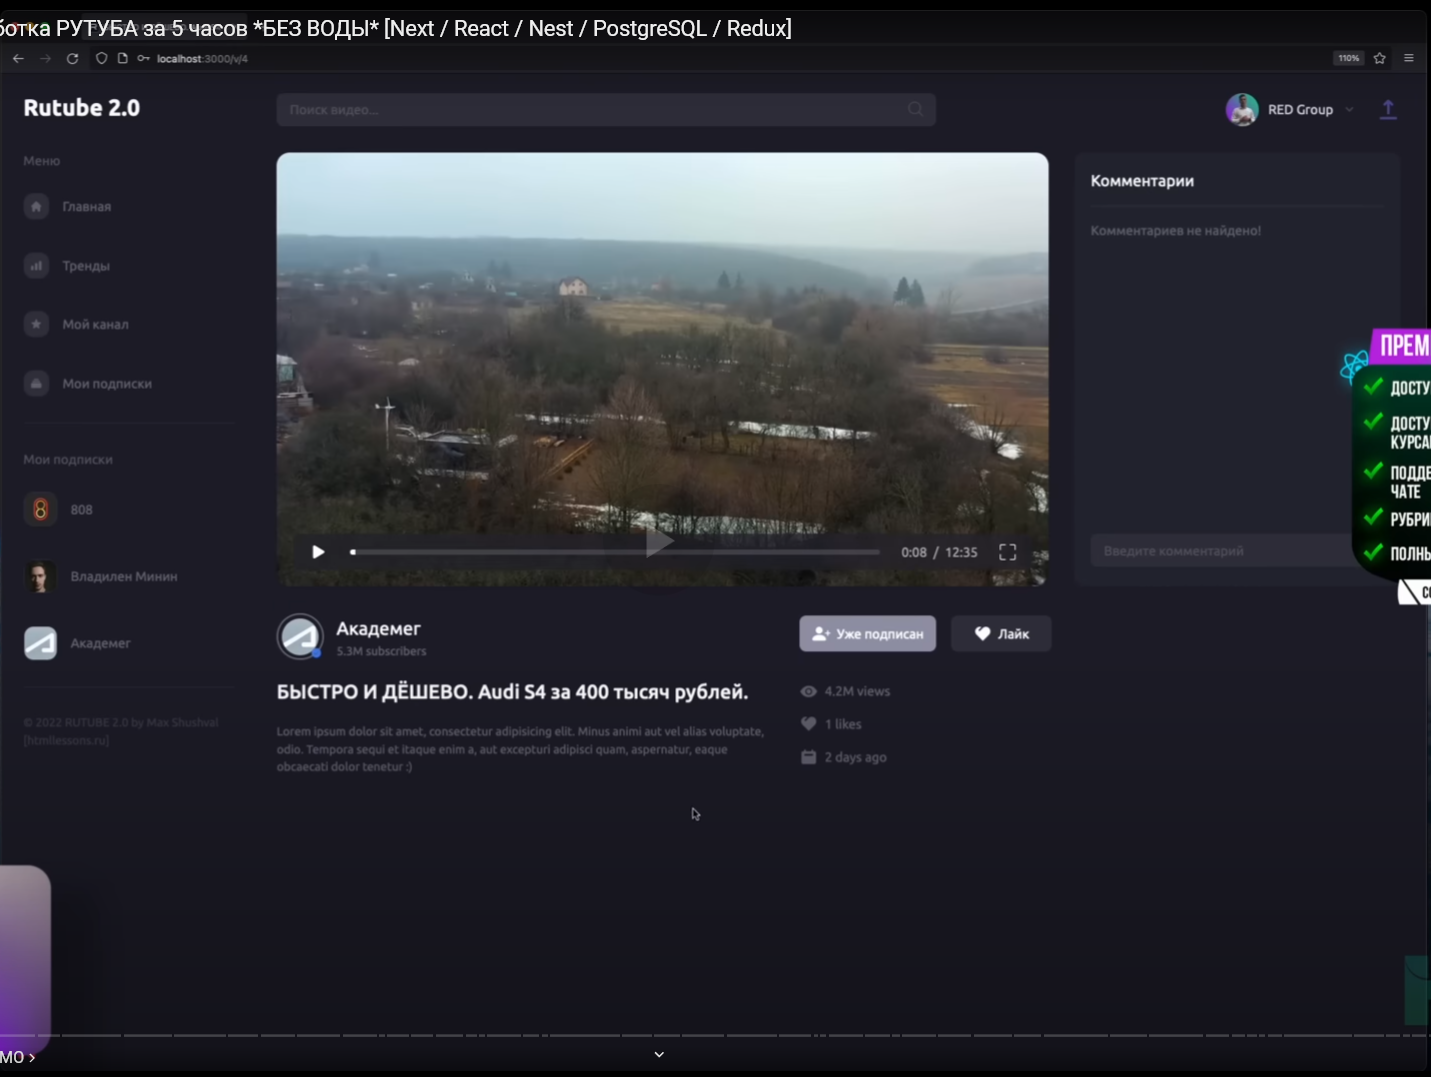 ботка РУТУБА за 5 часов *БЕЗ ВОДЫ* [Next / React / Nest / PostgreSQL / Redux]
localhost:3000/v/4
110%
Rutube 2.0
Поиск видео...
RED Group
Меню
Главная
Тренды
Мой канал
Мои подписки
Мои подписки
808
Владилен Минин
Академег
© 2022 RUTUBE 2.0 by Max Shushval
[htmllessons.ru]
0:08 / 12:35
Академег
5.3M subscribers
Уже подписан
Лайк
БЫСТРО И ДЁШЕВО. Audi S4 за 400 тысяч рублей.
Lorem ipsum dolor sit amet, consectetur adipisicing elit. Minus animi aut vel alias voluptate,
odio. Tempora sequi et itaque enim a, aut excepturi adipisci quam, aspernatur, eaque
obcaecati dolor tenetur :)
4.2M views
1 likes
2 days ago
Комментарии
Комментариев не найдено!
Введите комментарий
ПРЕМ
ДОСТУ
ДОСТУ
КУРСА
ПОДДЕ
ЧАТЕ
РУБРИ
ПОЛНЫ
МО ›